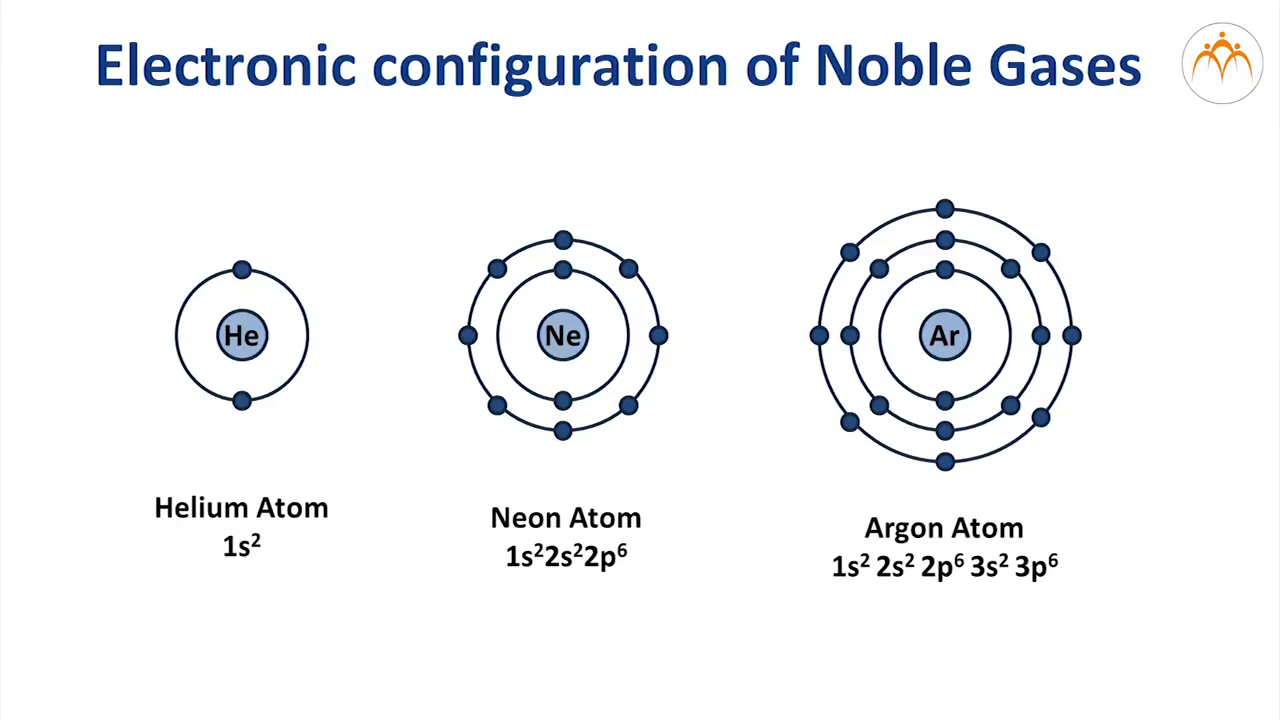 Electronic configuration of Noble Gases
He
Ne
Ar
Helium Atom
1s²
Neon Atom
1s²2s²2p⁶
Argon Atom
1s² 2s² 2p⁶ 3s² 3p⁶